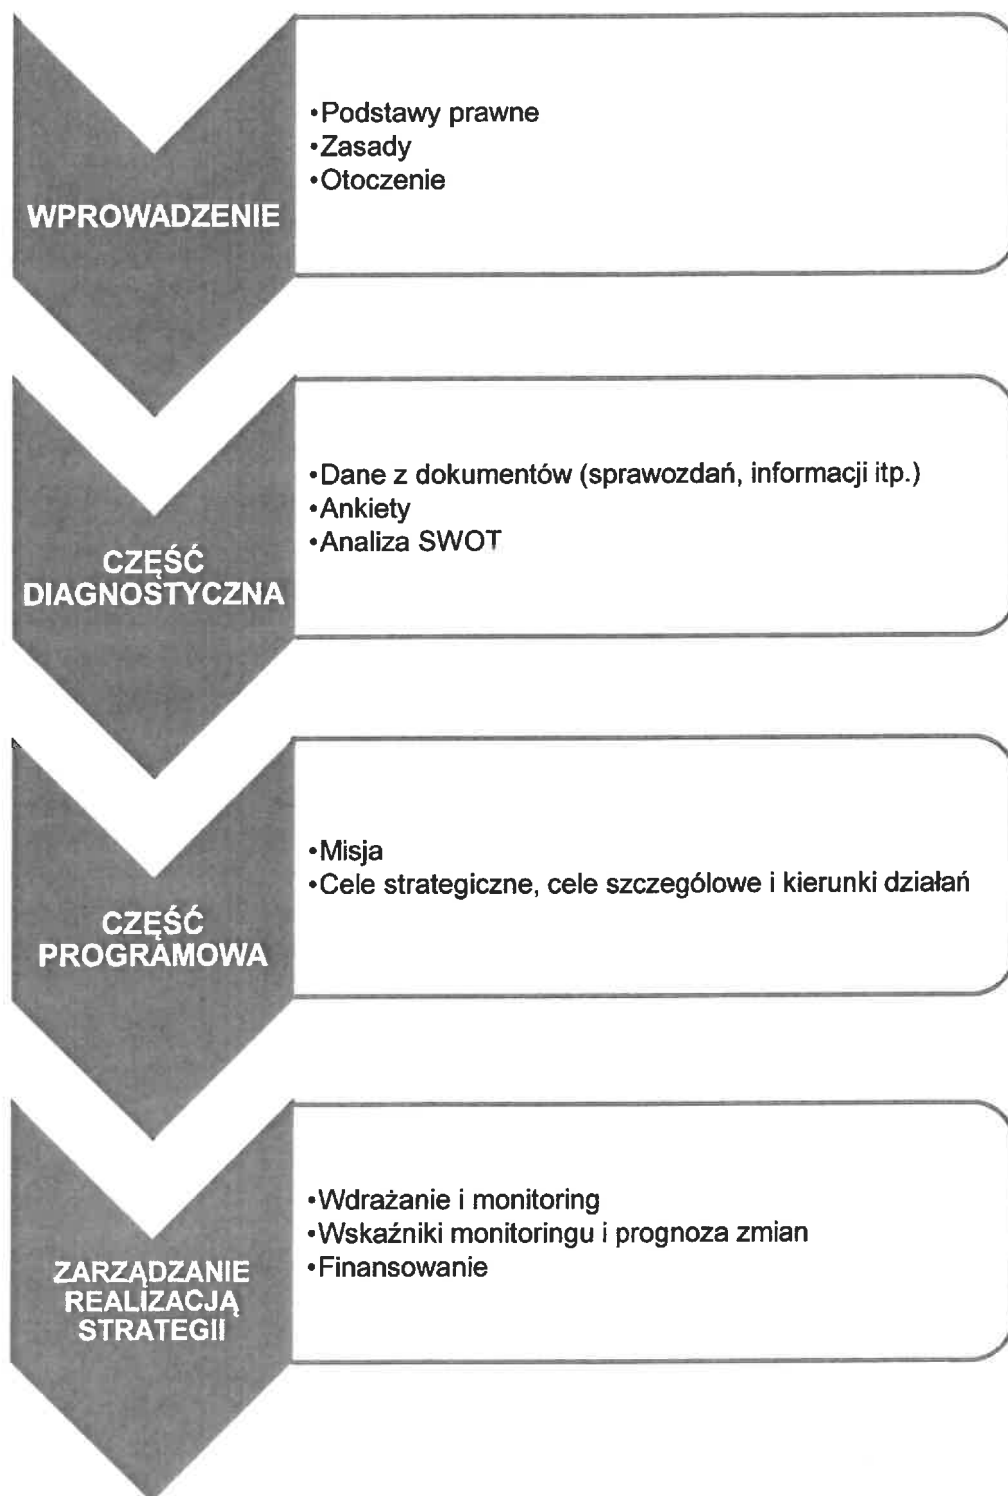 WPROWADZENIE
•Podstawy prawne
•Zasady
•Otoczenie
CZĘŚĆ
DIAGNOSTYCZNA
•Dane z dokumentów (sprawozdań, informacji itp.)
•Ankiety
•Analiza SWOT
CZĘŚĆ
PROGRAMOWA
•Misja
•Cele strategiczne, cele szczegółowe i kierunki działań
ZARZĄDZANIE
REALIZACJĄ
STRATEGII
•Wdrażanie i monitoring
•Wskaźniki monitoringu i prognoza zmian
•Finansowanie